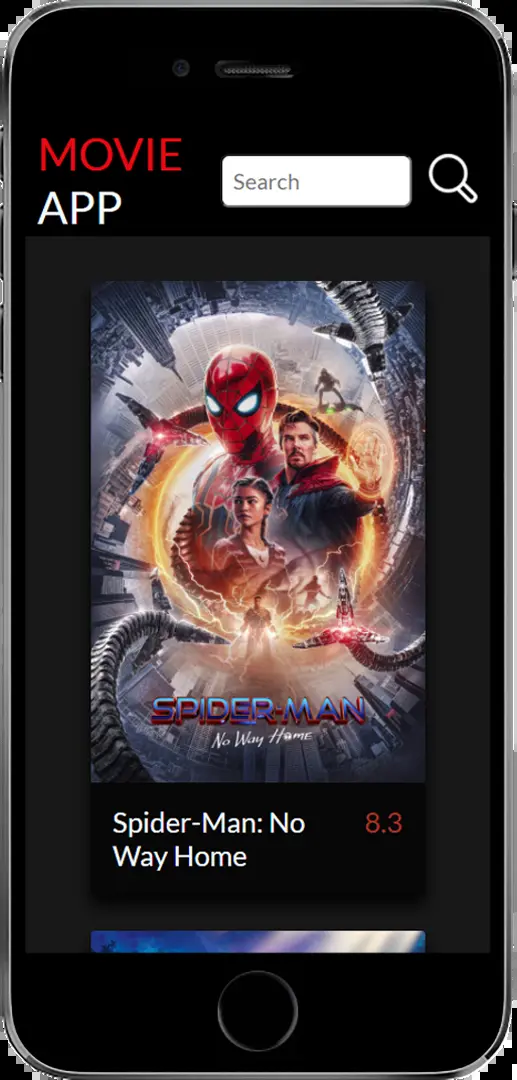 MOVIE
APP
Search
SPIDER-MAN
No Way Home
Spider-Man: No
Way Home
8.3